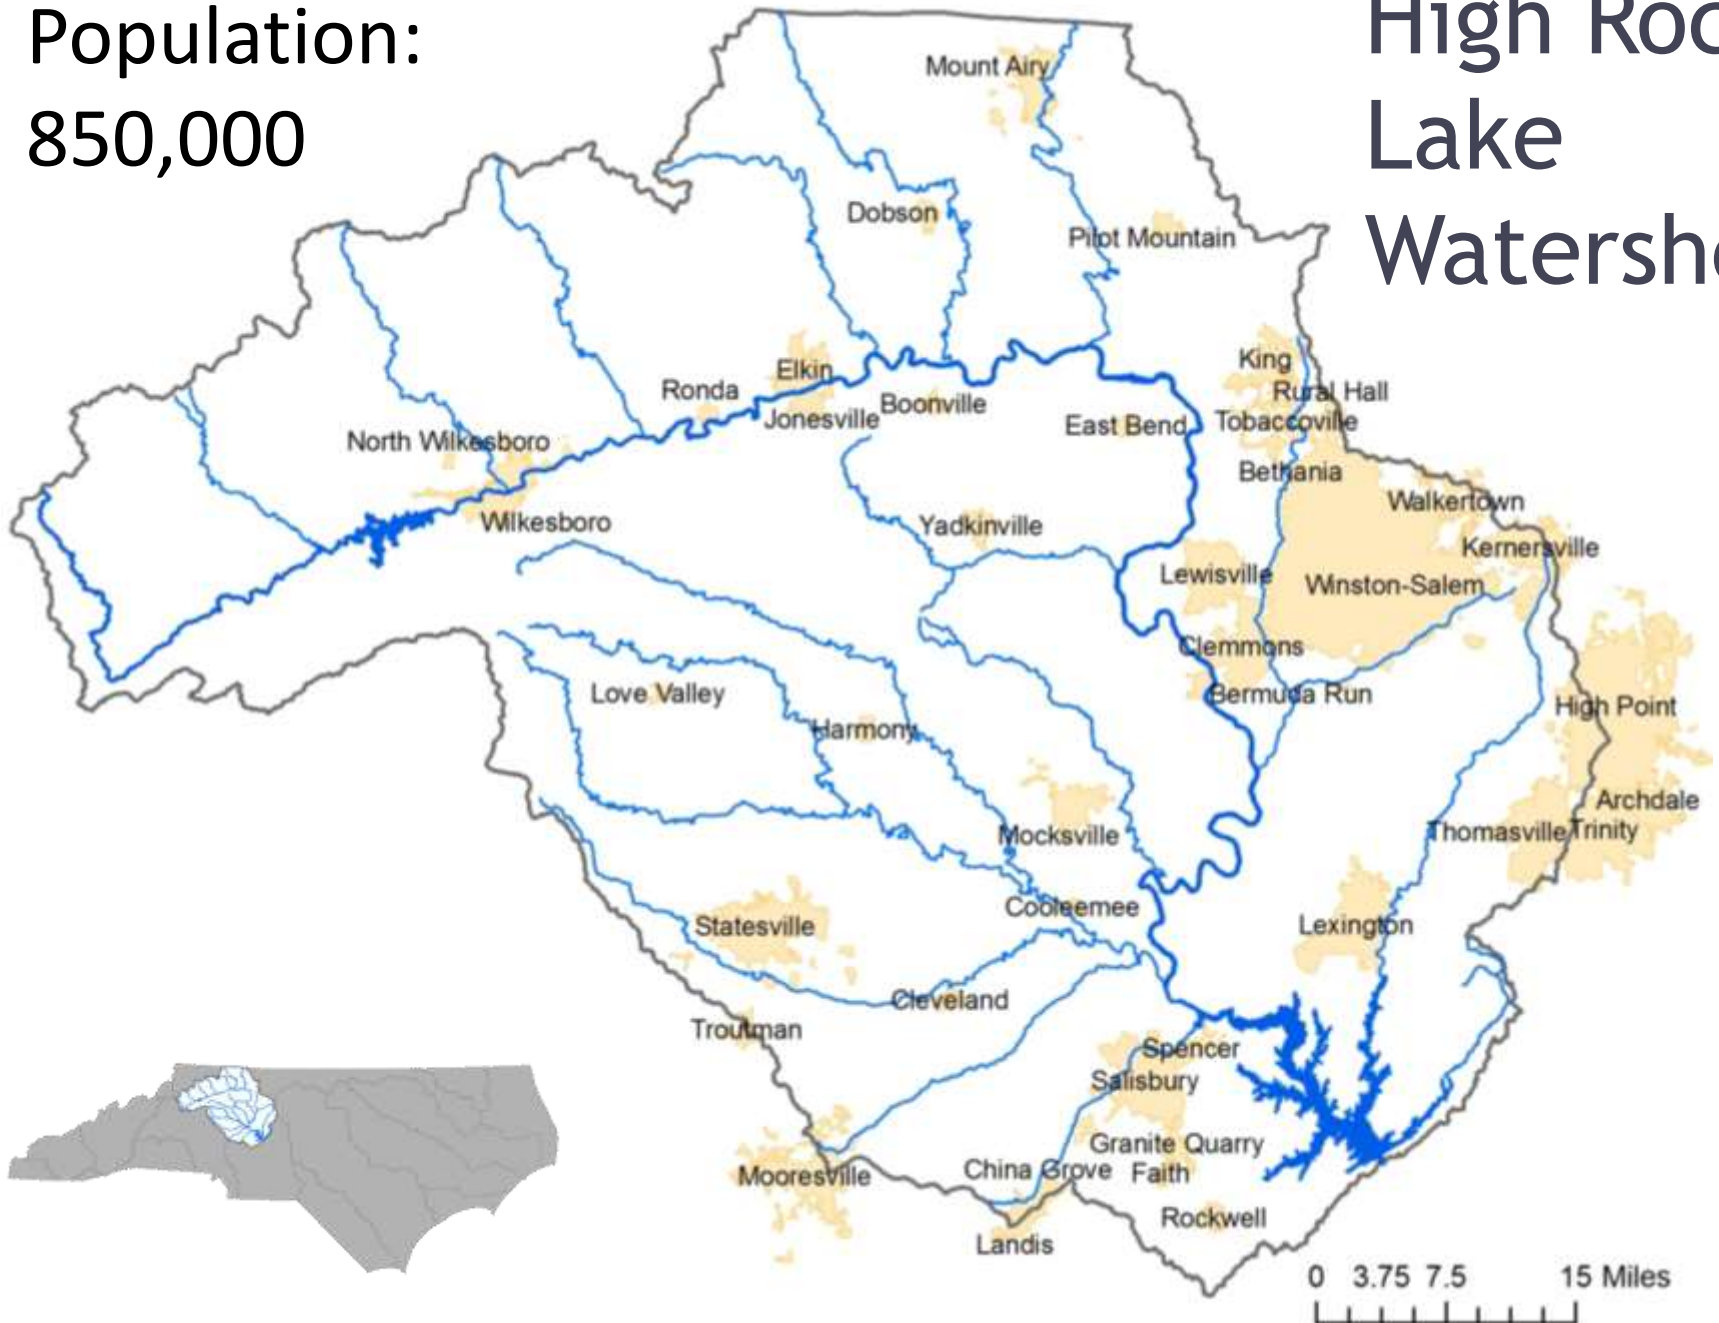 Population:
850,000
High Roc
Lake
Watersh
Mount Airy
Dobson
Pilot Mountain
King
Rural Hall
Tobaccoville
Bethania
Elkin
Ronda
Jonesville
Boonville
East Bend
North Wilkesboro
Wilkesboro
Walkertown
Kernersville
Yadkinville
Lewisville
Winston-Salem
Clemmons
Bermuda Run
Love Valley
Harmony
High Point
Archdale
Thomasville
Trinity
Mocksville
Cooleemee
Lexington
Statesville
Cleveland
Troutman
Spencer
Salisbury
Granite Quarry
Faith
China Grove
Mooresville
Rockwell
Landis
0 3.75 7.5 15 Miles